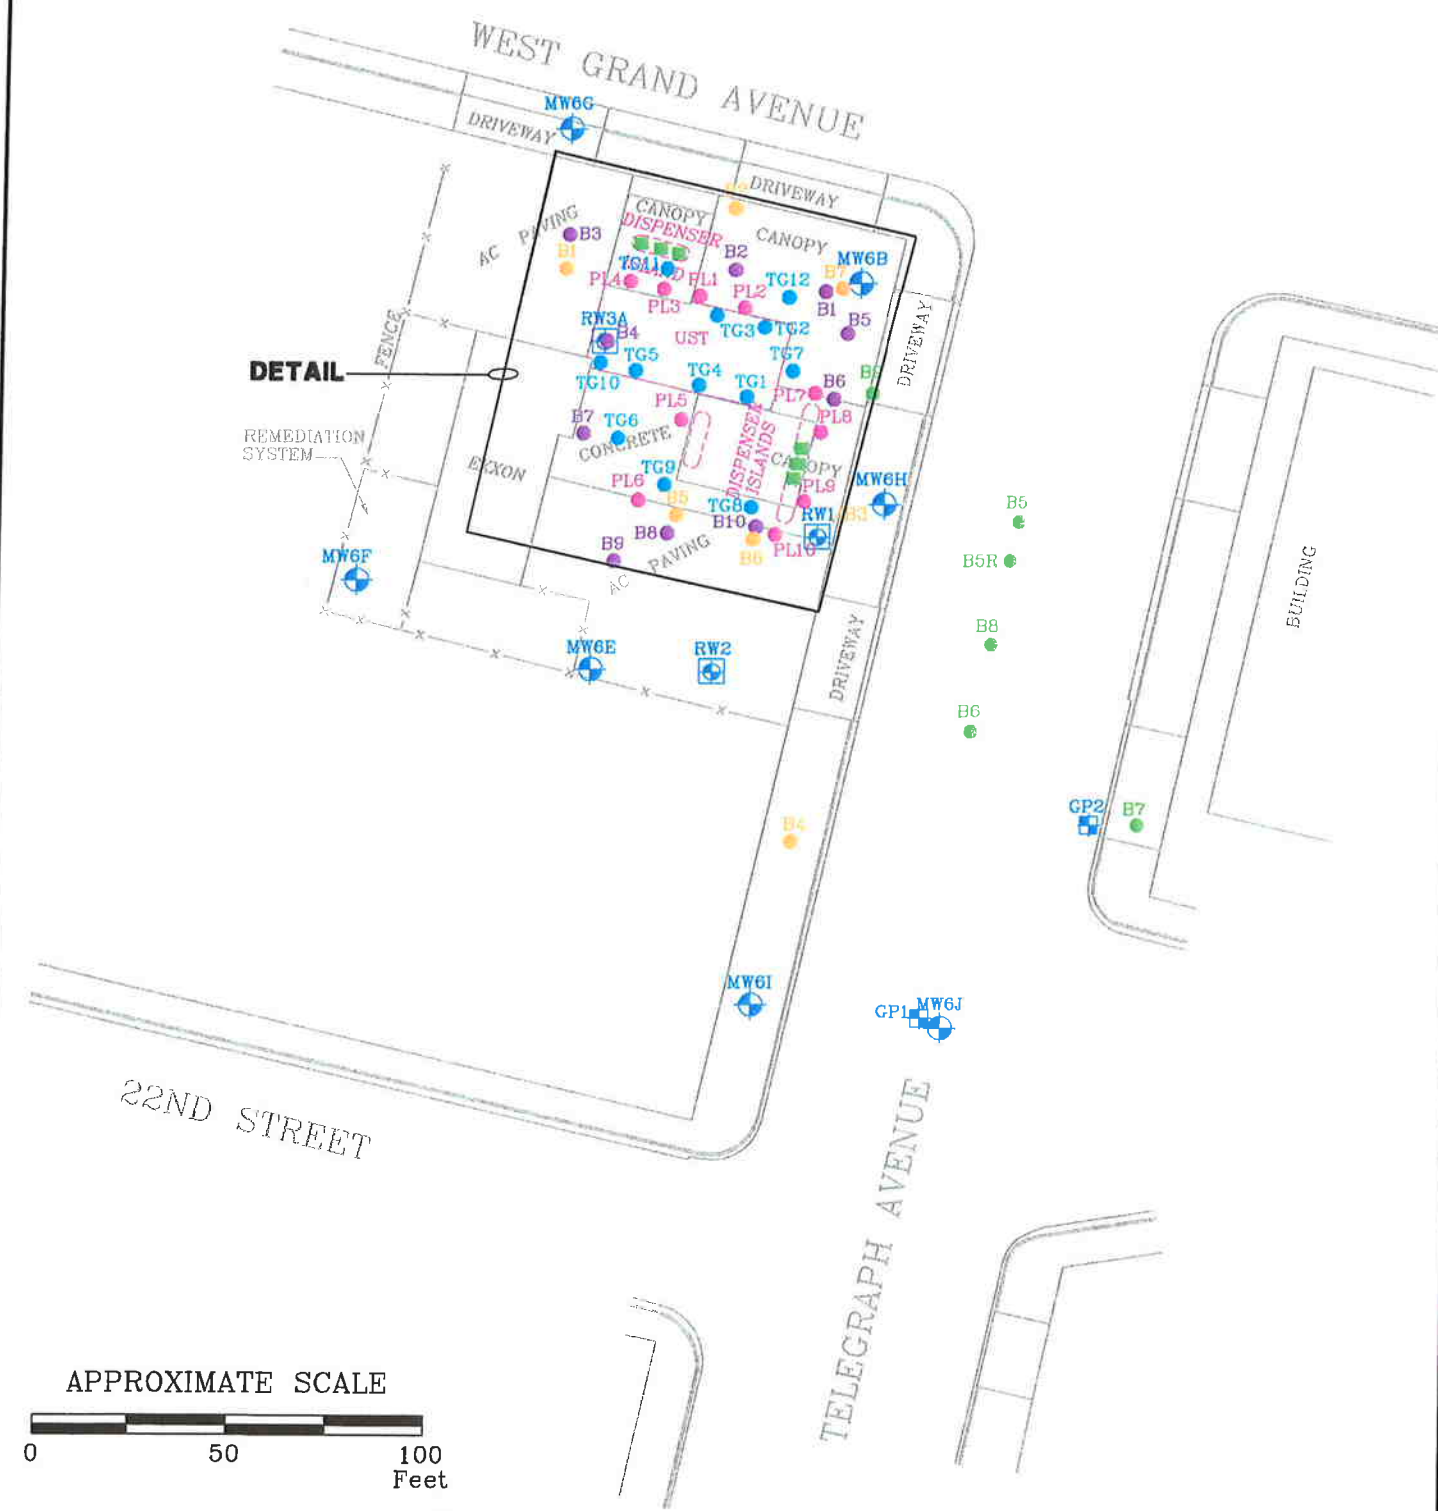 WEST GRAND AVENUE
MW6G
DRIVEWAY
DRIVEWAY
CANOPY
DISPENSER
ISLAND
CANOPY
AC PAVING
B3
B1
TG11
B2
TG12
B7
MW6B
PL4
PL3
PL1
PL2
B1
B5
RW3A
B4
UST
TG3
TG2
DRIVEWAY
FENCE
DETAIL
TG10
TG5
TG4
TG1
TG7
PL7
B6
B9
B7
TG6
PL5
PL8
CONCRETE
DISPENSER
ISLANDS
CANOPY
REMEDIATION
SYSTEM
EXXON
PL6
TG9
B5
TG8
PL9
MW6H
RW1
B3
B10
B8
B6
PL10
B9
AC PAVING
B5
B5R
BUILDING
MW6F
MW6E
RW2
DRIVEWAY
B8
B6
GP2
B7
B4
MW6I
GP1
MW6J
22ND STREET
TELEGRAPH AVENUE
APPROXIMATE SCALE
0 50 100
Feet